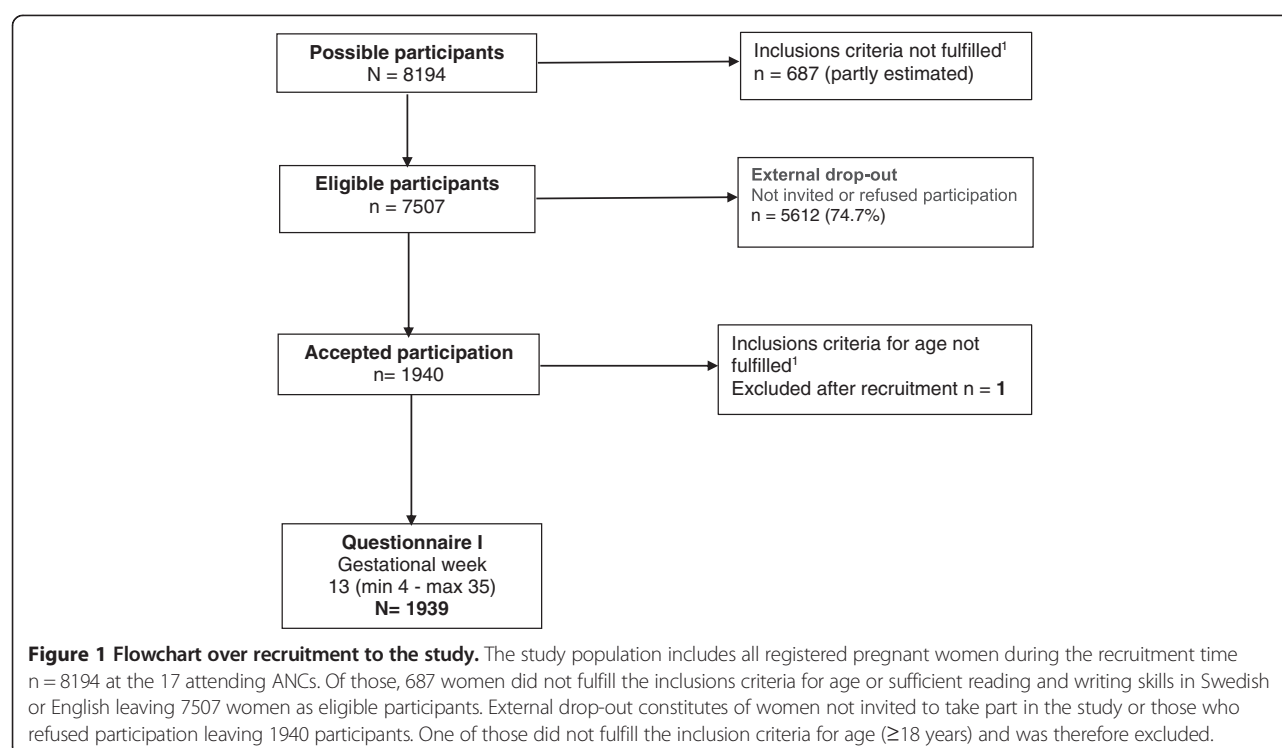 Possible participants
N = 8194
Inclusions criteria not fulfilled¹
n = 687 (partly estimated)
Eligible participants
n = 7507
External drop-out
Not invited or refused participation
n = 5612 (74.7%)
Accepted participation
n= 1940
Inclusions criteria for age not
fulfilled¹
Excluded after recruitment n = 1
Questionnaire I
Gestational week
13 (min 4 - max 35)
N= 1939
Figure 1 Flowchart over recruitment to the study. The study population includes all registered pregnant women during the recruitment time
n = 8194 at the 17 attending ANCs. Of those, 687 women did not fulfill the inclusions criteria for age or sufficient reading and writing skills in Swedish
or English leaving 7507 women as eligible participants. External drop-out constitutes of women not invited to take part in the study or those who
refused participation leaving 1940 participants. One of those did not fulfill the inclusion criteria for age (≥18 years) and was therefore excluded.